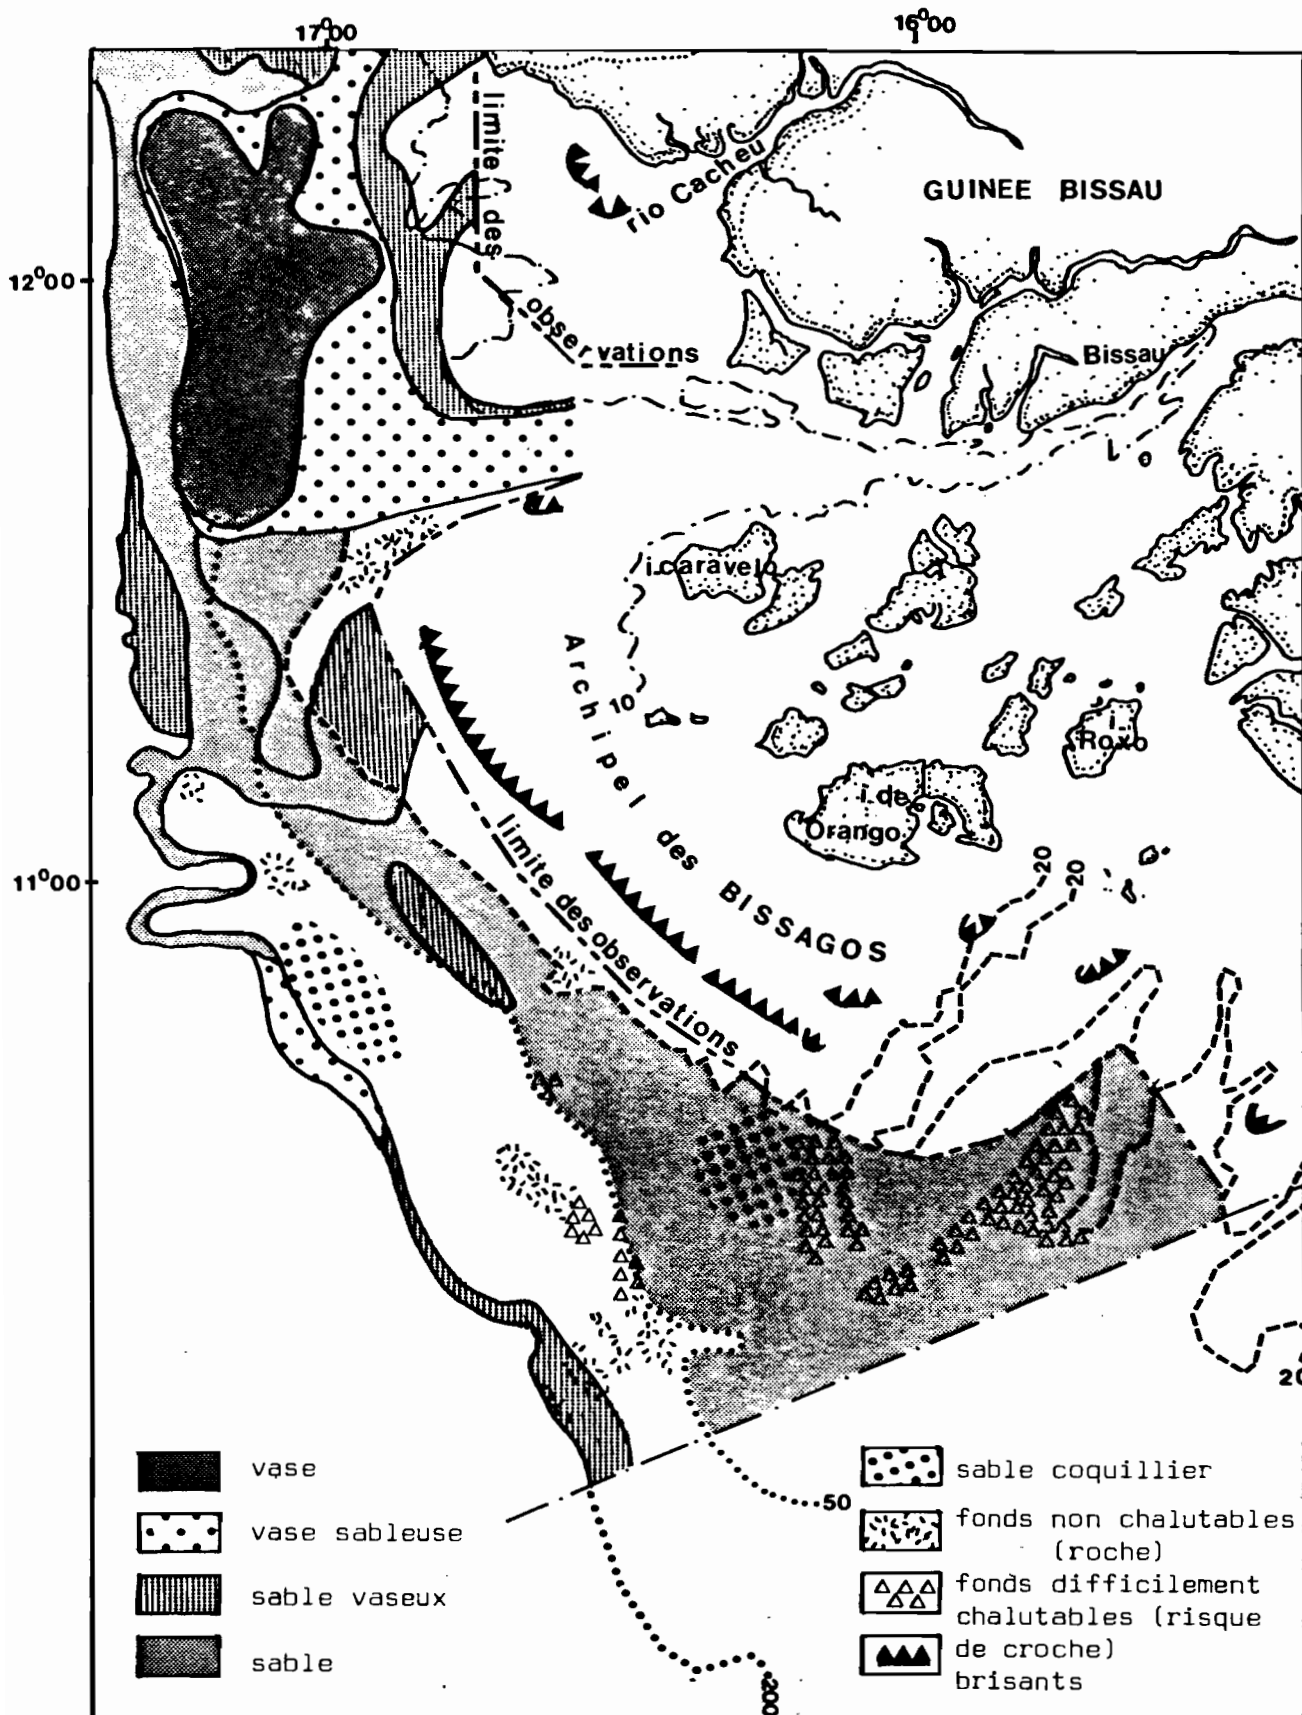 17°00
16°00
limite des
observations
rio Cacheu
GUINEE BISSAU
12°00
Bissau
i.caravelo
Archipel des BISSAGOS
10
i.
Roxo
i de
Orango
limite des observations
11°00
20
20
20
50
200
vase
vase sableuse
sable vaseux
sable
sable coquillier
fonds non chalutables
(roche)
fonds difficilement
chalutables (risque
de croche)
brisants